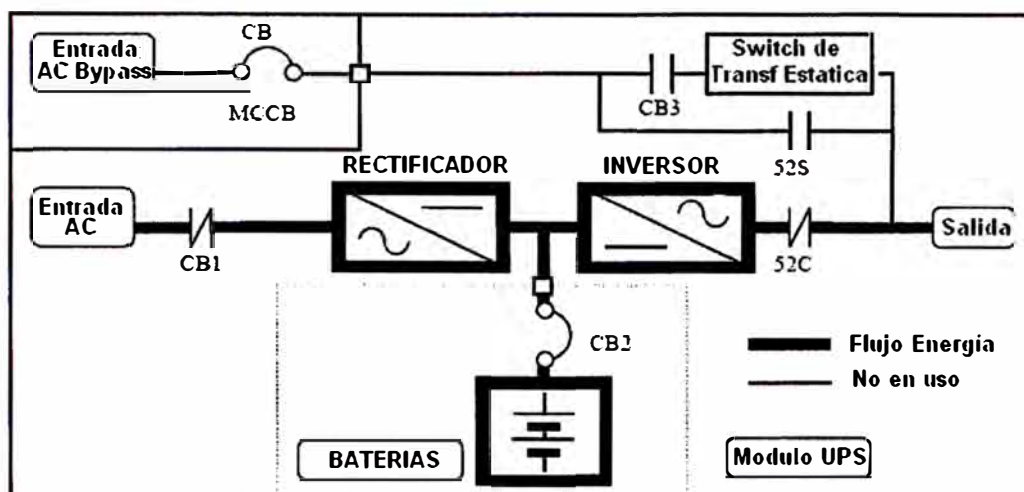 Entrada
AC Bypass
CB
MCCB
Switch de
Transf Estatica
CB3
52S
RECTIFICADOR
INVERSOR
Entrada
AC
CB1
52C
Salida
CB2
Flujo Energia
No en uso
BATERIAS
Modulo UPS